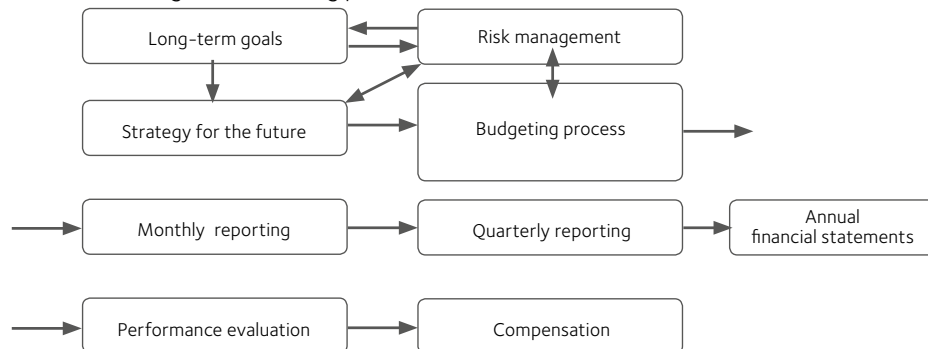 Long-term goals
Risk management
Strategy for the future
Budgeting process
Monthly reporting
Quarterly reporting
Annual
financial statements
Performance evaluation
Compensation